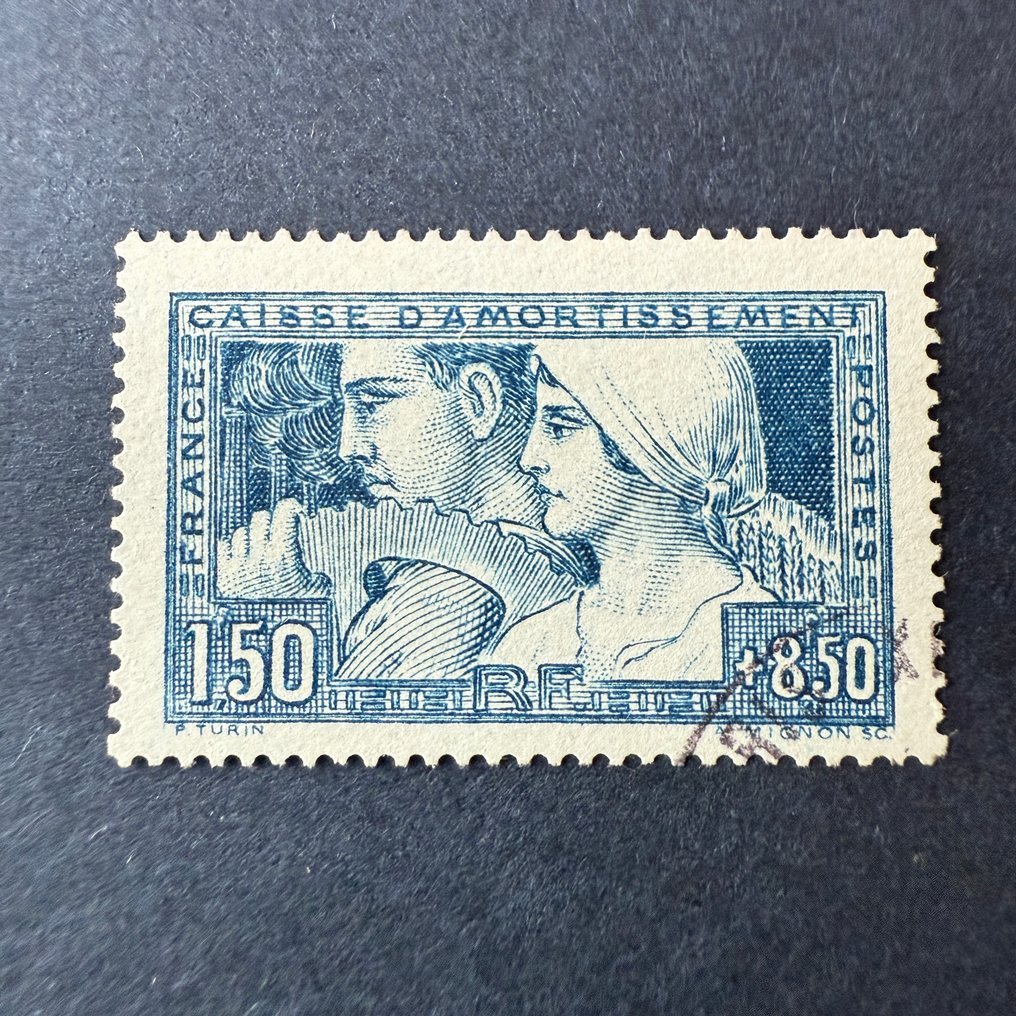 CAISSE D'AMORTISSEMENT
FRANCE
POSTES
1,50
RF
+8,50
P. TURIN
A. MIGNON SC.